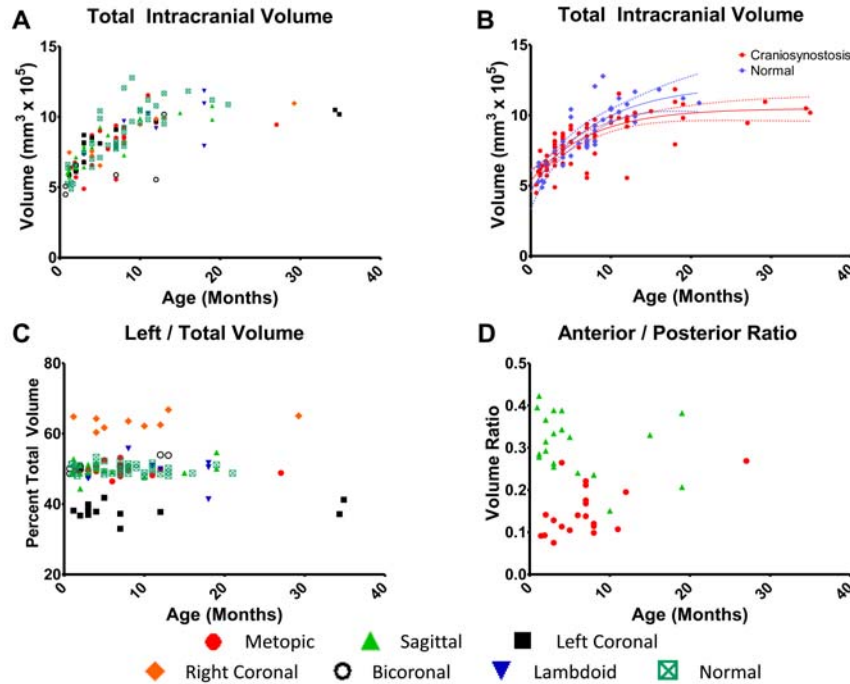 A Total Intracranial Volume
Volume (mm³ x 10⁵)
15
10
5
0
0 10 20 30 40
Age (Months)
B Total Intracranial Volume
Craniosynostosis
Normal
Volume (mm³ x 10⁵)
15
10
5
0
0 10 20 30 40
Age (Months)
C Left / Total Volume
Percent Total Volume
80
60
40
20
0 10 20 30 40
Age (Months)
D Anterior / Posterior Ratio
Volume Ratio
0.5
0.4
0.3
0.2
0.1
0.0
0 10 20 30 40
Age (Months)
Metopic Sagittal Left Coronal
Right Coronal Bicoronal Lambdoid Normal